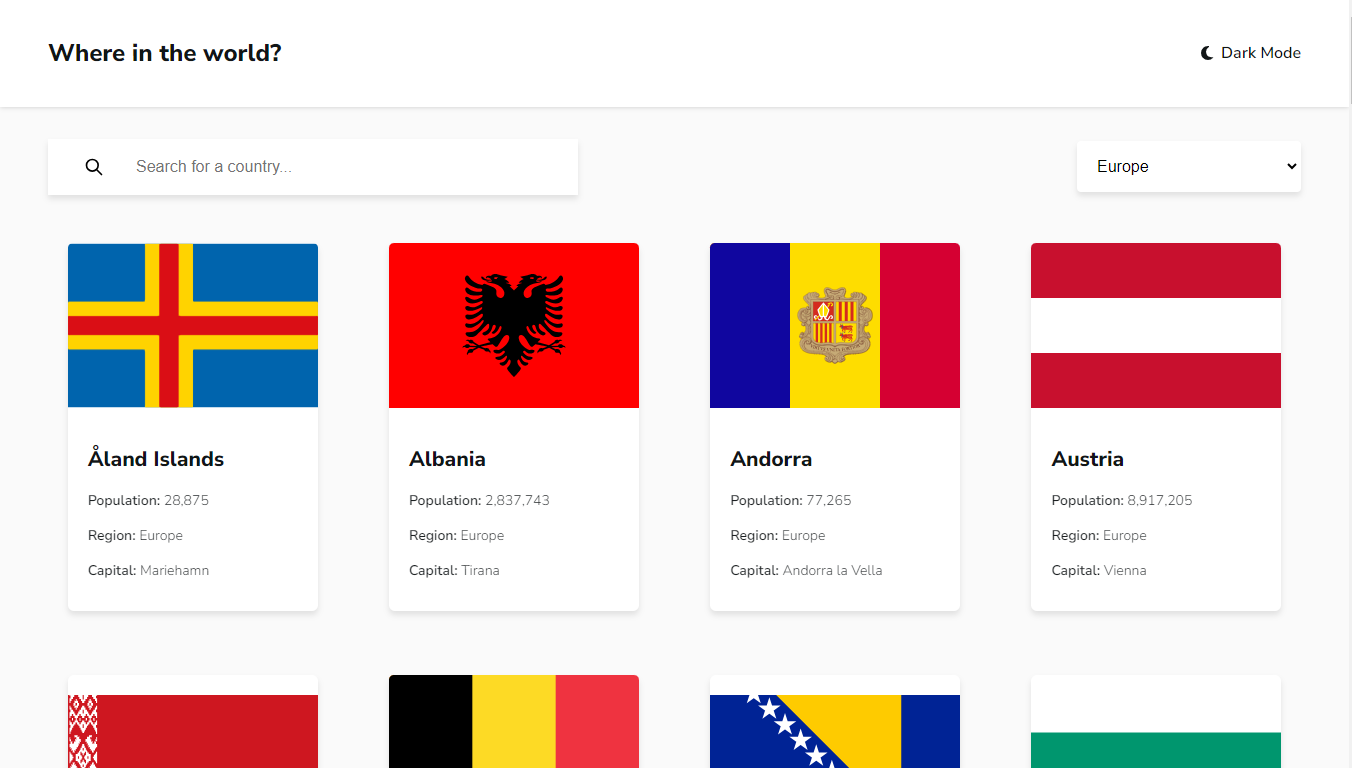 Where in the world?
Dark Mode
Search for a country...
Europe
Åland Islands
Population: 28,875
Region: Europe
Capital: Mariehamn
Albania
Population: 2,837,743
Region: Europe
Capital: Tirana
Andorra
Population: 77,265
Region: Europe
Capital: Andorra la Vella
Austria
Population: 8,917,205
Region: Europe
Capital: Vienna